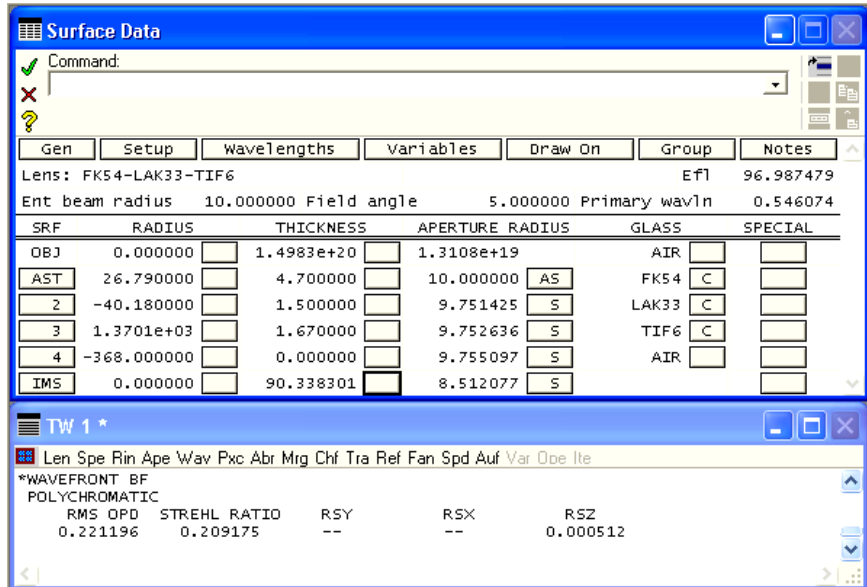 Surface Data
Command:
Gen Setup Wavelengths Variables Draw On Group Notes
Lens: FK54-LAK33-TIF6 Efl 96.987479
Ent beam radius 10.000000 Field angle 5.000000 Primary wavln 0.546074
SRF RADIUS THICKNESS APERTURE RADIUS GLASS SPECIAL
OBJ 0.000000 1.4983e+20 1.3108e+19 AIR
AST 26.790000 4.700000 10.000000 AS FK54 C
2 -40.180000 1.500000 9.751425 S LAK33 C
3 1.3701e+03 1.670000 9.752636 S TIF6 C
4 -368.000000 0.000000 9.755097 S AIR
IMS 0.000000 90.338301 8.512077 S
TW 1 *
Len Spe Rin Ape Wav Pxc Abr Mrg Chf Tra Ref Fan Spd Auf Var Ope Ite
*WAVEFRONT BF
POLYCHROMATIC
RMS OPD STREHL RATIO RSY RSX RSZ
0.221196 0.209175 -- -- 0.000512